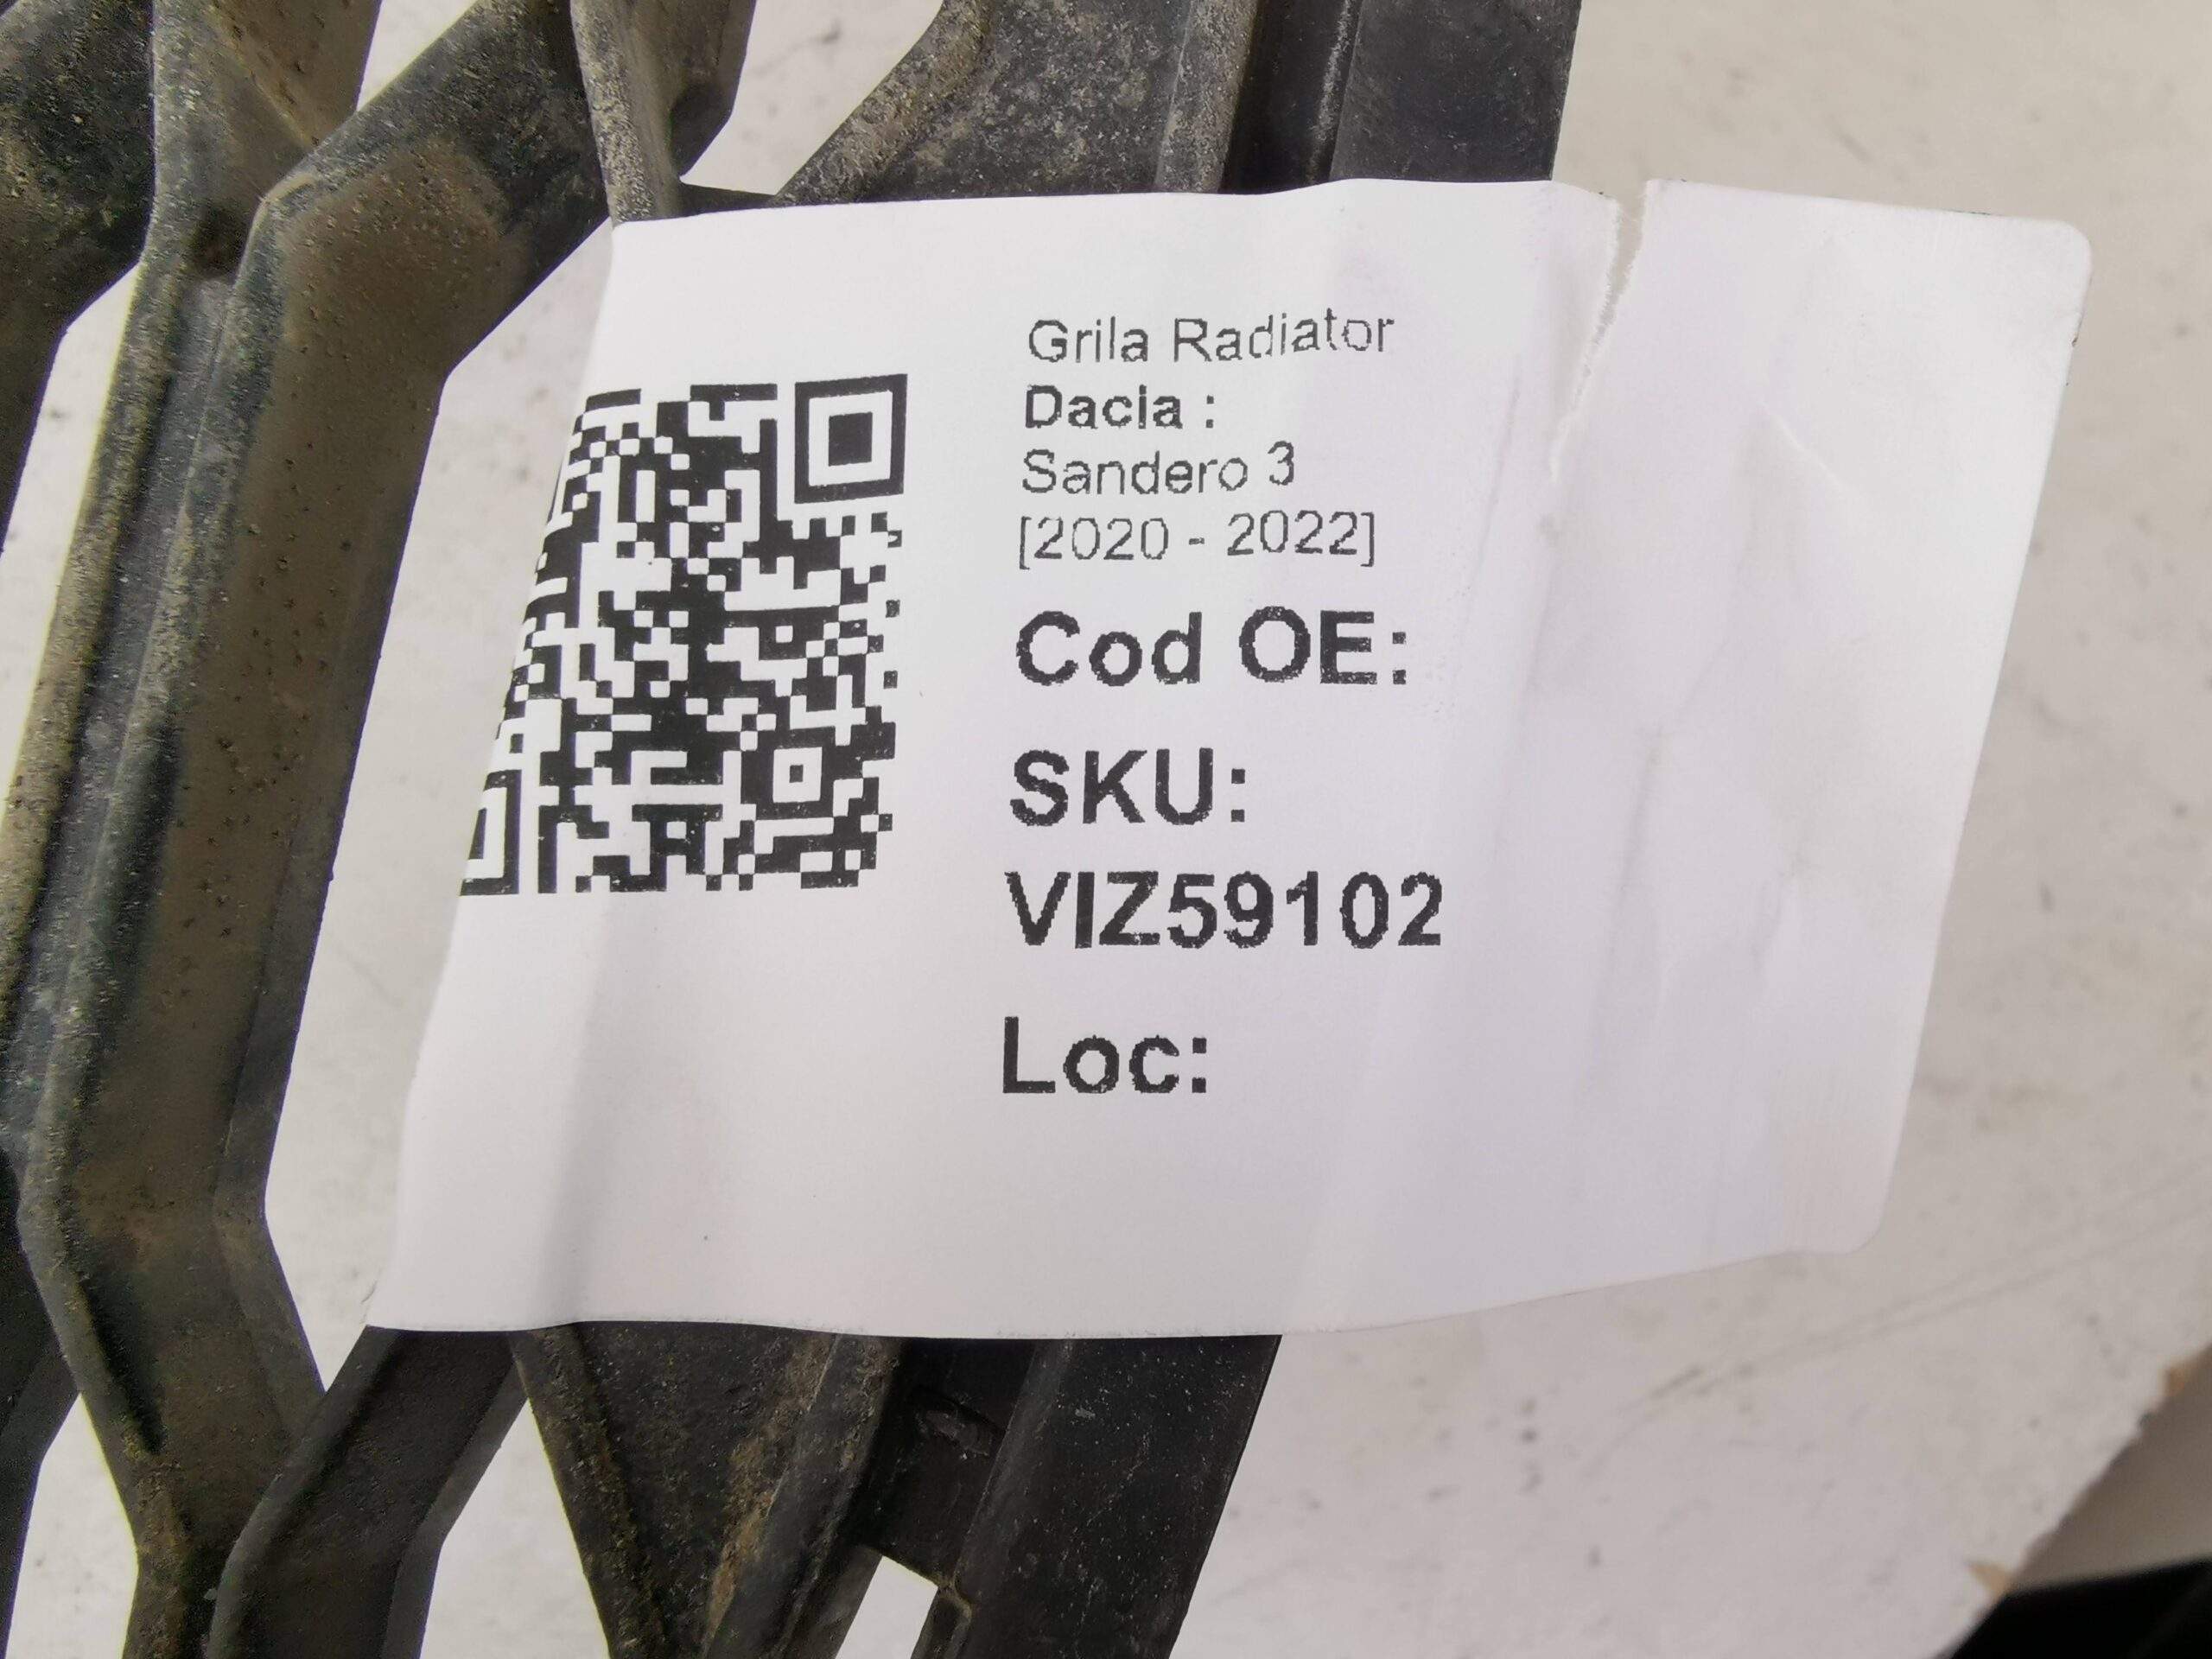 Grila Radiator
Dacia :
Sandero 3
[2020 - 2022]
Cod OE:
SKU:
VIZ59102
Loc: